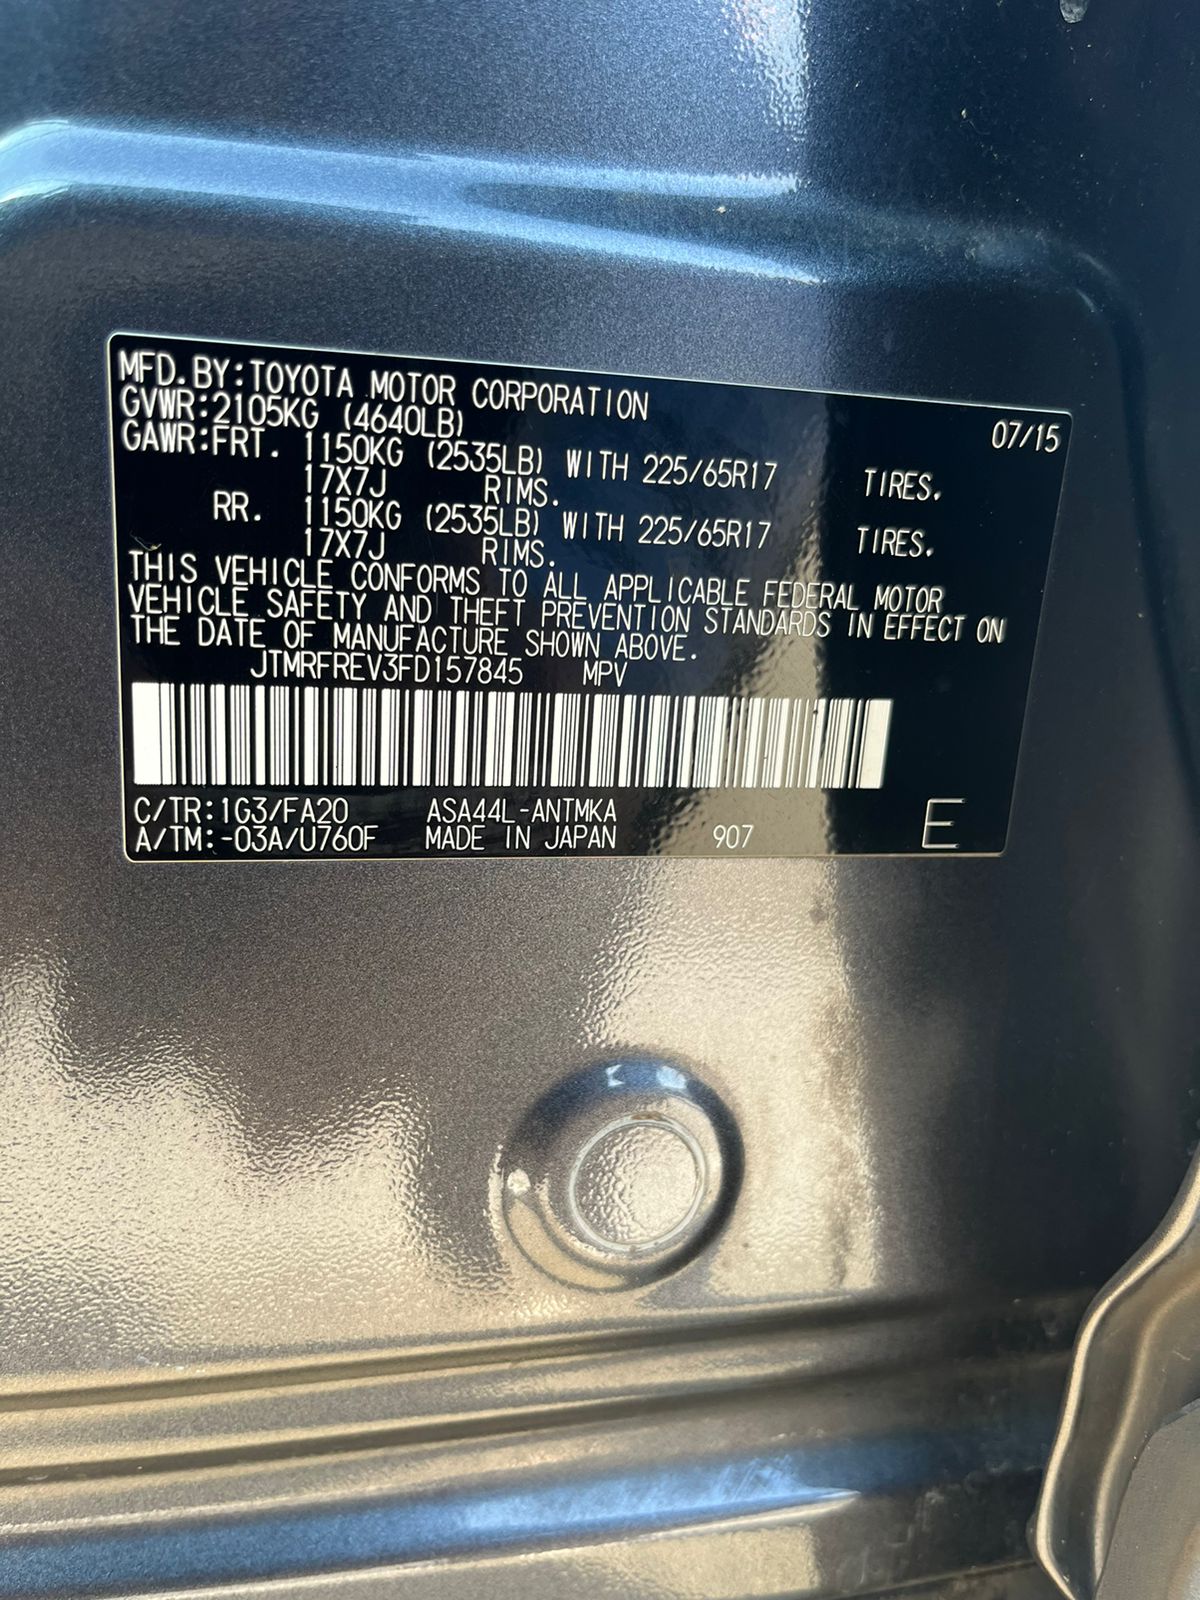 MFD.BY:TOYOTA MOTOR CORPORATION 07/15
GVWR:2105KG (4640LB)
GAWR:FRT. 1150KG (2535LB) WITH 225/65R17 TIRES.
17X7J RIMS.
RR. 1150KG (2535LB) WITH 225/65R17 TIRES.
17X7J RIMS.
THIS VEHICLE CONFORMS TO ALL APPLICABLE FEDERAL MOTOR
VEHICLE SAFETY AND THEFT PREVENTION STANDARDS IN EFFECT ON
THE DATE OF MANUFACTURE SHOWN ABOVE.
JTMRFREV3FD157845 MPV
C/TR:1G3/FA20 ASA44L-ANTMKA
A/TM:-03A/U760F MADE IN JAPAN 907 E